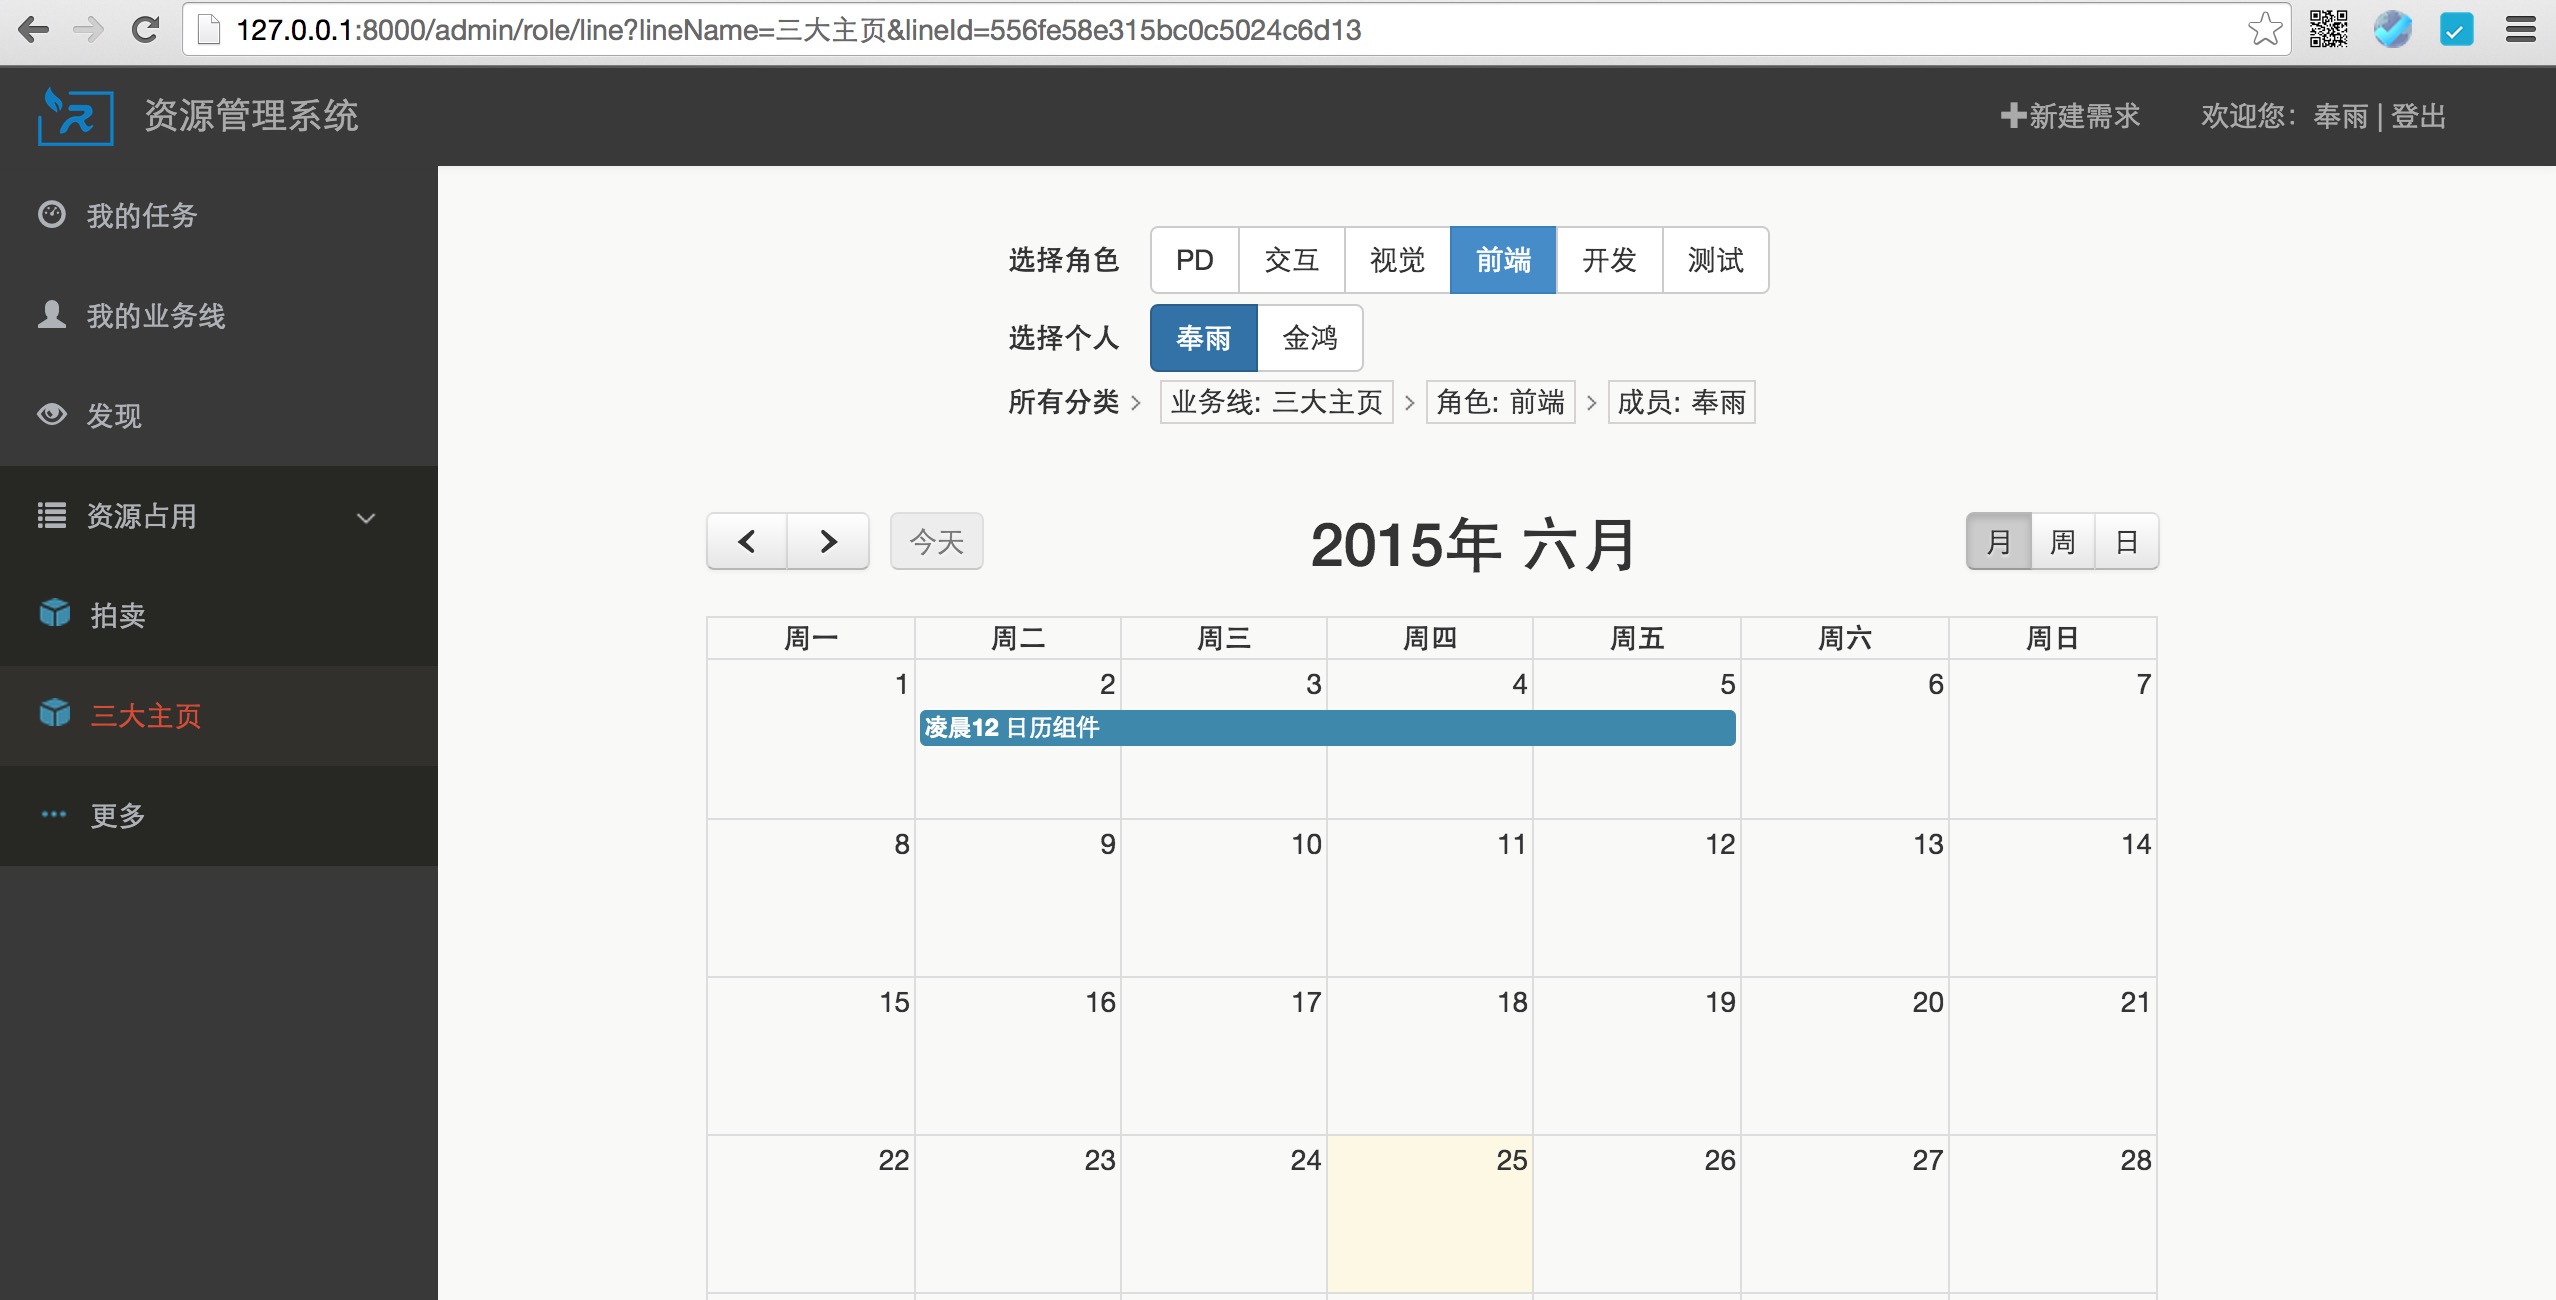 127.0.0.1:8000/admin/role/line?lineName=三大主页&lineId=556fe58e315bc0c5024c6d13
资源管理系统
新建需求 欢迎您：奉雨 | 登出
我的任务
我的业务线
发现
资源占用
拍卖
三大主页
更多
选择角色 PD 交互 视觉 前端 开发 测试
选择个人 奉雨 金鸿
所有分类 > 业务线: 三大主页 > 角色: 前端 > 成员: 奉雨
今天 2015年 六月 月 周 日
周一 周二 周三 周四 周五 周六 周日
1 2 3 4 5 6 7
凌晨12 日历组件
8 9 10 11 12 13 14
15 16 17 18 19 20 21
22 23 24 25 26 27 28